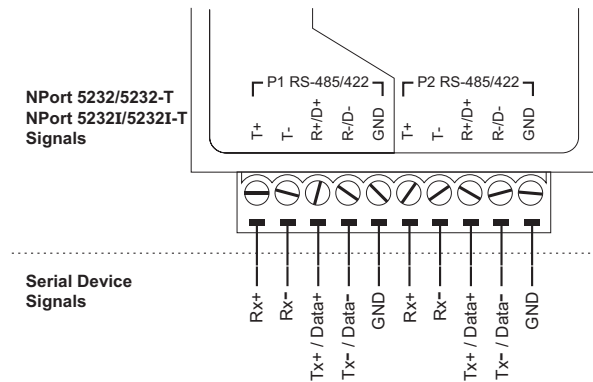 P1 RS-485/422
P2 RS-485/422
NPort 5232/5232-T
NPort 5232I/5232I-T
Signals
T+
T-
R+/D+
R-/D-
GND
T+
T-
R+/D+
R-/D-
GND
Serial Device
Signals
Rx+
Rx-
Tx+ / Data+
Tx- / Data-
GND
Rx+
Rx-
Tx+ / Data+
Tx- / Data-
GND